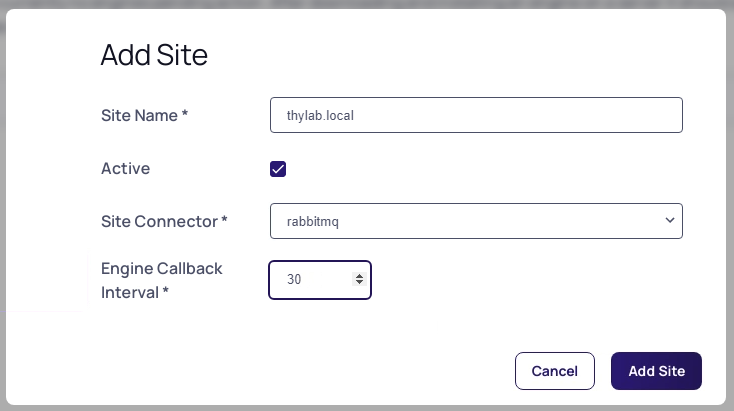 Add Site
Site Name *
thylab.local
Active
Site Connector *
rabbitmq
Engine Callback
Interval *
30
Cancel
Add Site